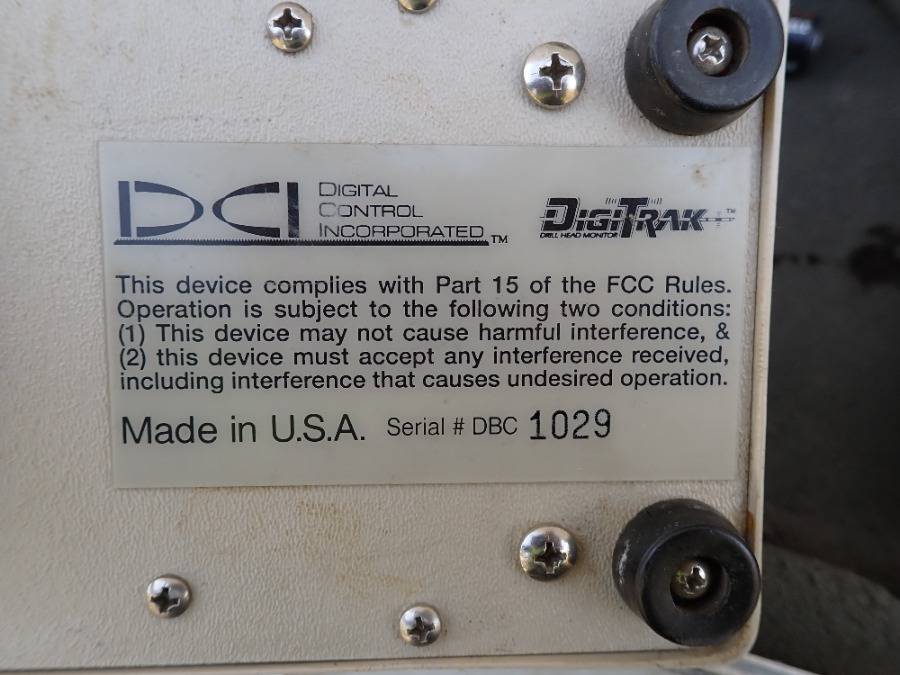 DCI DIGITAL
CONTROL
INCORPORATED™
DIGITRAK™
DRILL HEAD MONITOR
This device complies with Part 15 of the FCC Rules.
Operation is subject to the following two conditions:
(1) This device may not cause harmful interference, &
(2) this device must accept any interference received,
including interference that causes undesired operation.
Made in U.S.A. Serial # DBC 1029